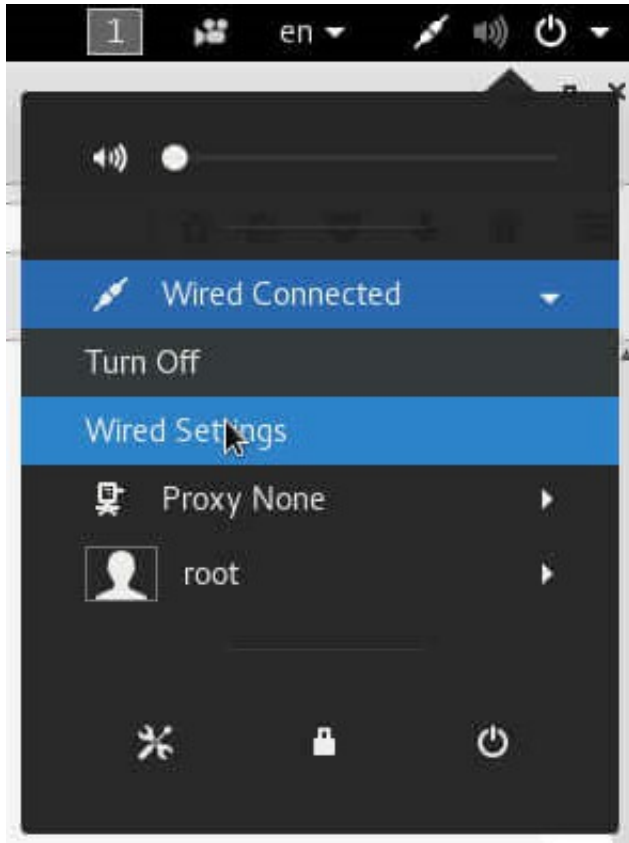 1 en
Wired Connected
Turn Off
Wired Settings
Proxy None
root